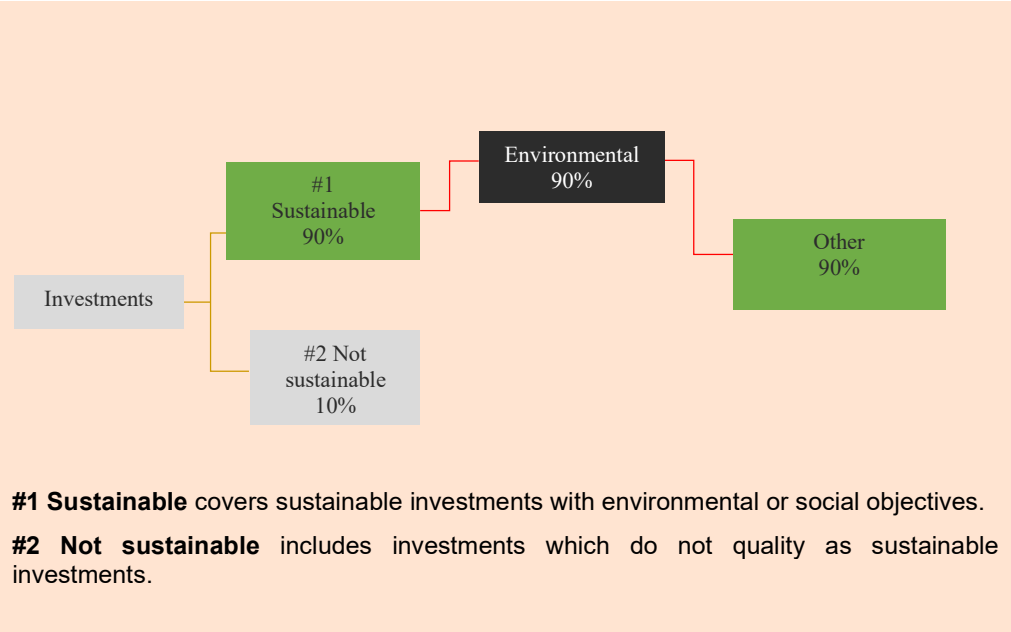 Environmental
90%
#1
Sustainable
90%
Other
90%
Investments
#2 Not
sustainable
10%
#1 Sustainable covers sustainable investments with environmental or social objectives.
#2 Not sustainable includes investments which do not quality as sustainable
investments.